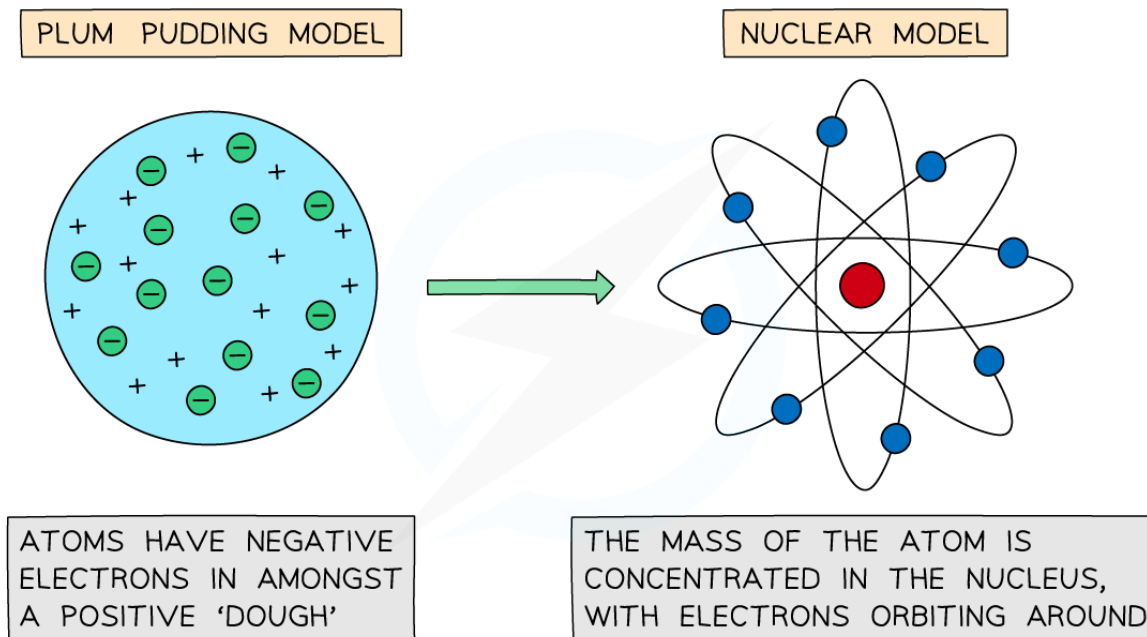 PLUM PUDDING MODEL
NUCLEAR MODEL
ATOMS HAVE NEGATIVE
ELECTRONS IN AMONGST
A POSITIVE ‘DOUGH’
THE MASS OF THE ATOM IS
CONCENTRATED IN THE NUCLEUS,
WITH ELECTRONS ORBITING AROUND